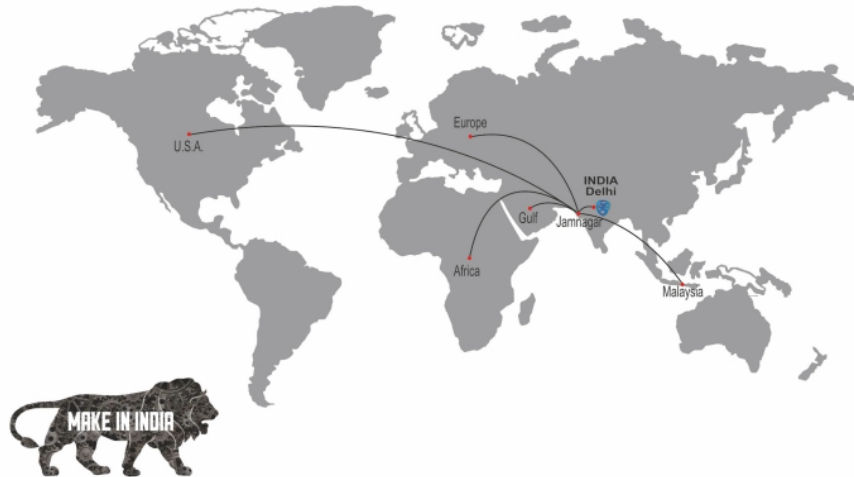 Europe
U.S.A.
INDIA
Delhi
Gulf
Jamnagar
Africa
Malaysia
MAKE IN INDIA